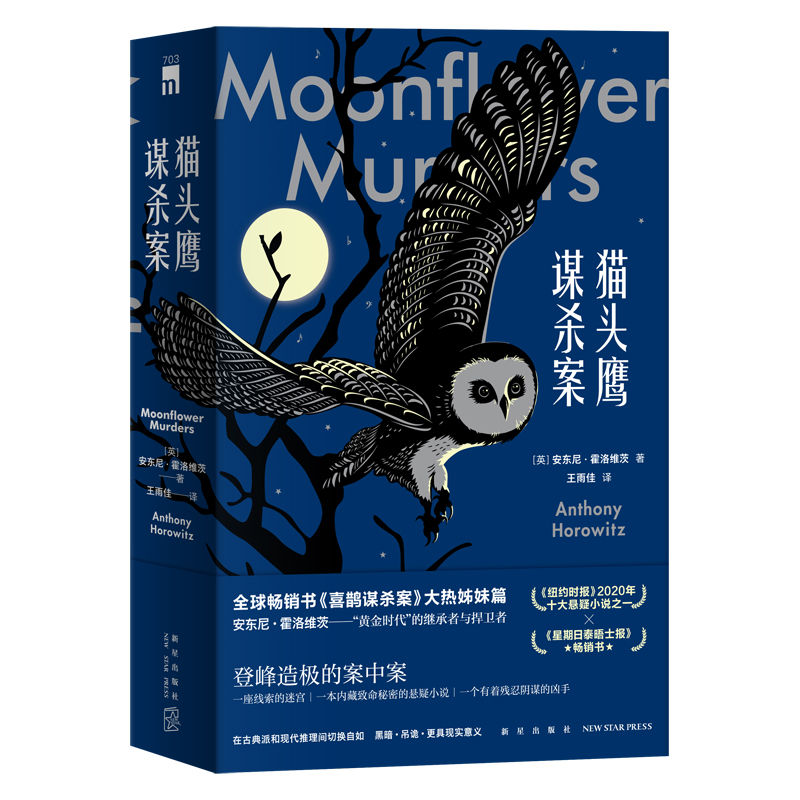 703
m
猫头鹰
谋杀案
Moonflower
Murders
[英]
安东尼·霍洛维茨
著
王雨佳——译
Anthony
Horowitz
新星出版社
NEW STAR PRESS
Moonflower
Murders
猫头鹰
谋杀案
[英] 安东尼·霍洛维茨 著
王雨佳 译
Anthony
Horowitz
全球畅销书《喜鹊谋杀案》大热姊妹篇
安东尼·霍洛维茨——“黄金时代”的继承者与捍卫者
《纽约时报》2020年
十大悬疑小说之一
×
《星期日泰晤士报》
★畅销书★
登峰造极的案中案
一座线索的迷宫|一本内藏致命秘密的悬疑小说|一个有着残忍阴谋的凶手
在古典派和现代推理间切换自如 黑暗·吊诡·更具现实意义
新星出版社 NEW STAR PRESS